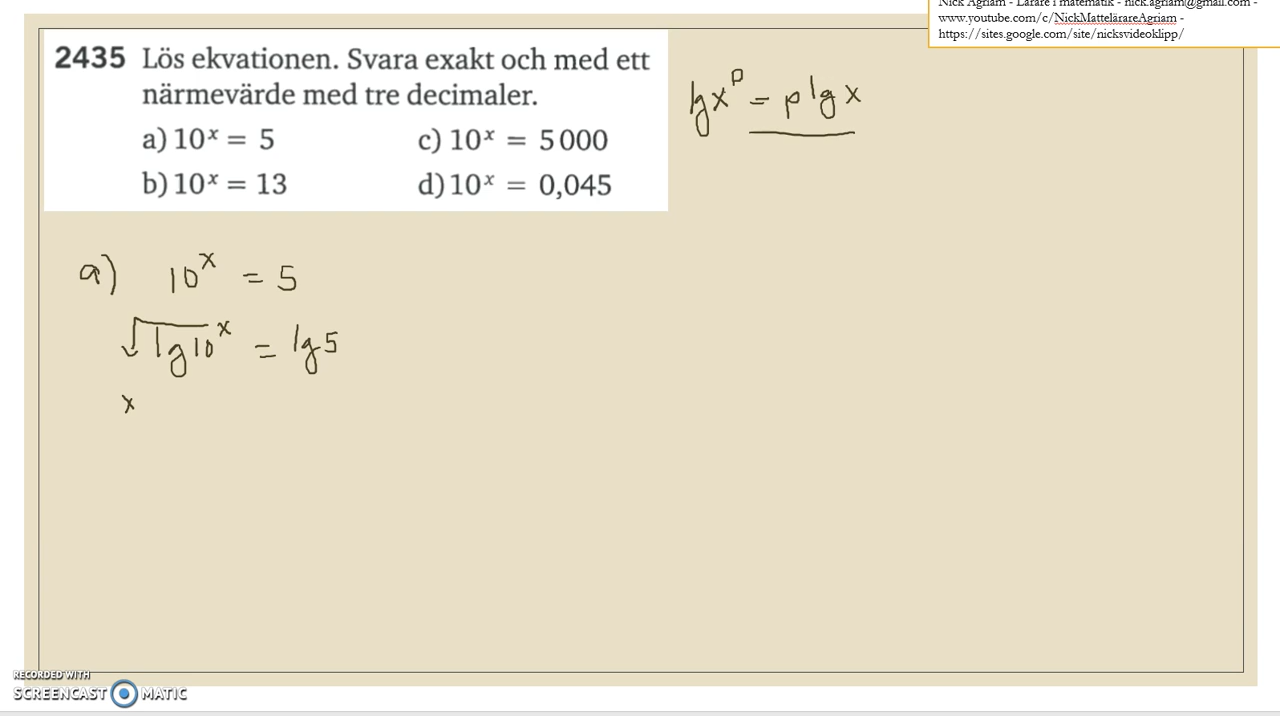 Nick Agriam - Lärare i matematik - nick.agriam@gmail.com -
www.youtube.com/c/NickMattelärareAgriam -
https://sites.google.com/site/nicksvideoklipp/
2435 Lös ekvationen. Svara exakt och med ett
närmevärde med tre decimaler.
a) 10ˣ = 5 c) 10ˣ = 5 000
b) 10ˣ = 13 d) 10ˣ = 0,045
lg xᵖ = p lg x
a) 10ˣ = 5
lg 10ˣ = lg 5
x
RECORDED WITH
SCREENCAST MATIC